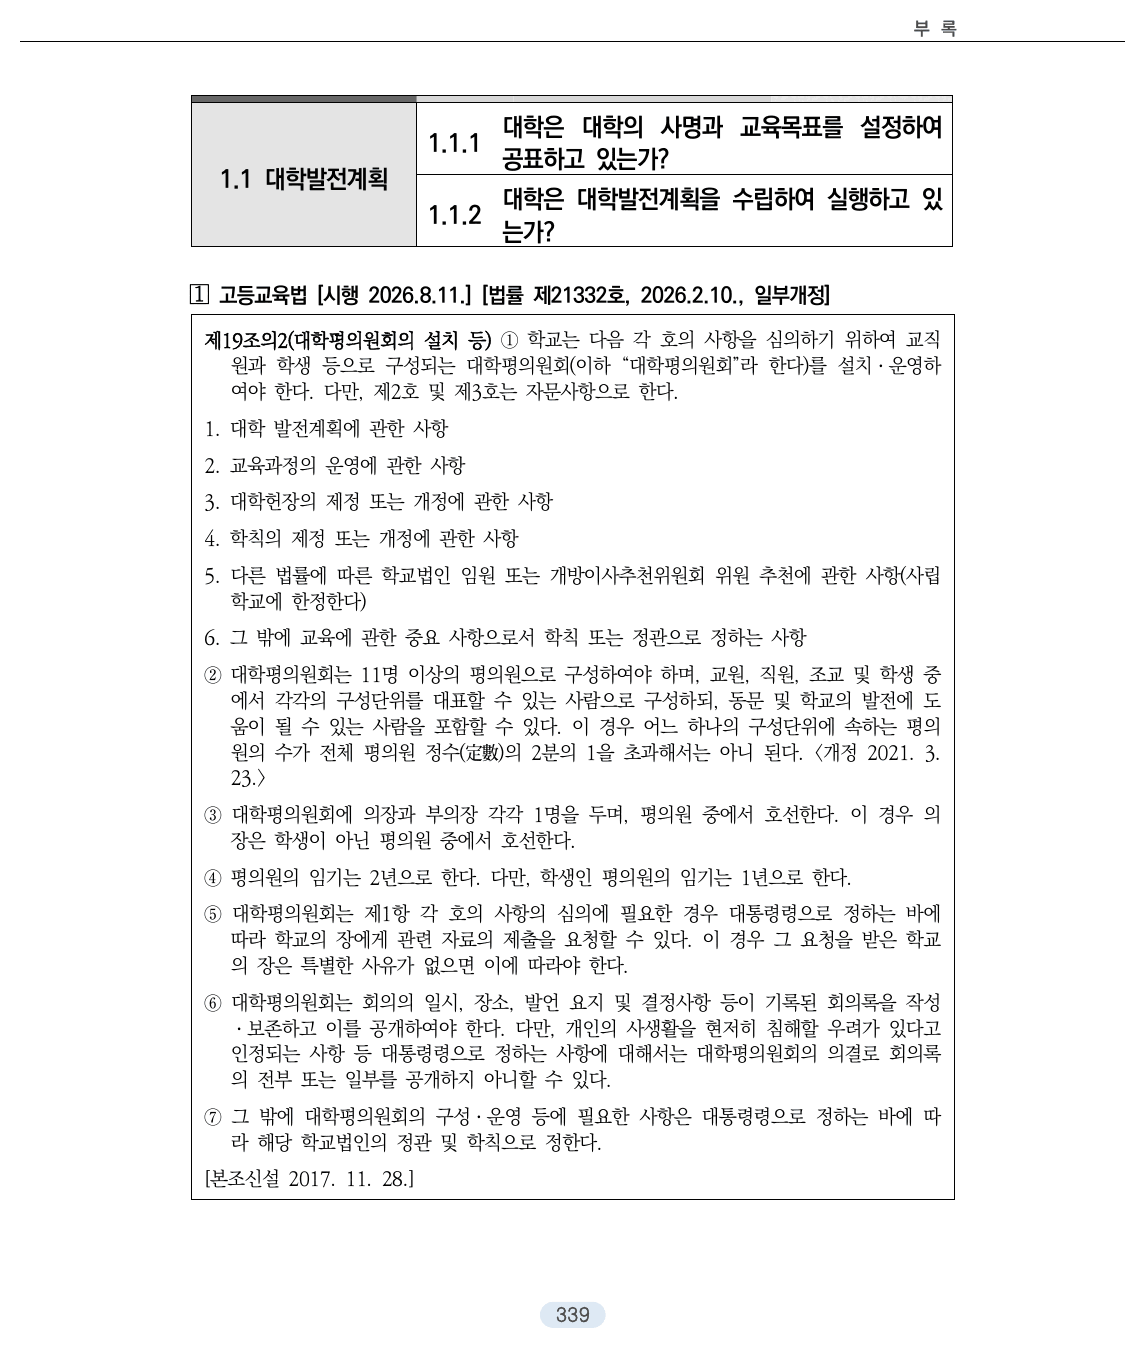 부 록
1.1 대학발전계획
1.1.1 대학은 대학의 사명과 교육목표를 설정하여
공표하고 있는가?
1.1.2 대학은 대학발전계획을 수립하여 실행하고 있
는가?
1 고등교육법 [시행 2026.8.11.] [법률 제21332호, 2026.2.10., 일부개정]
제19조의2(대학평의원회의 설치 등) ① 학교는 다음 각 호의 사항을 심의하기 위하여 교직
원과 학생 등으로 구성되는 대학평의원회(이하 “대학평의원회”라 한다)를 설치·운영하
여야 한다. 다만, 제2호 및 제3호는 자문사항으로 한다.
1. 대학 발전계획에 관한 사항
2. 교육과정의 운영에 관한 사항
3. 대학헌장의 제정 또는 개정에 관한 사항
4. 학칙의 제정 또는 개정에 관한 사항
5. 다른 법률에 따른 학교법인 임원 또는 개방이사추천위원회 위원 추천에 관한 사항(사립
학교에 한정한다)
6. 그 밖에 교육에 관한 중요 사항으로서 학칙 또는 정관으로 정하는 사항
② 대학평의원회는 11명 이상의 평의원으로 구성하여야 하며, 교원, 직원, 조교 및 학생 중
에서 각각의 구성단위를 대표할 수 있는 사람으로 구성하되, 동문 및 학교의 발전에 도
움이 될 수 있는 사람을 포함할 수 있다. 이 경우 어느 하나의 구성단위에 속하는 평의
원의 수가 전체 평의원 정수(定數)의 2분의 1을 초과해서는 아니 된다. 〈개정 2021. 3.
23.〉
③ 대학평의원회에 의장과 부의장 각각 1명을 두며, 평의원 중에서 호선한다. 이 경우 의
장은 학생이 아닌 평의원 중에서 호선한다.
④ 평의원의 임기는 2년으로 한다. 다만, 학생인 평의원의 임기는 1년으로 한다.
⑤ 대학평의원회는 제1항 각 호의 사항의 심의에 필요한 경우 대통령령으로 정하는 바에
따라 학교의 장에게 관련 자료의 제출을 요청할 수 있다. 이 경우 그 요청을 받은 학교
의 장은 특별한 사유가 없으면 이에 따라야 한다.
⑥ 대학평의원회는 회의의 일시, 장소, 발언 요지 및 결정사항 등이 기록된 회의록을 작성
·보존하고 이를 공개하여야 한다. 다만, 개인의 사생활을 현저히 침해할 우려가 있다고
인정되는 사항 등 대통령령으로 정하는 사항에 대해서는 대학평의원회의 의결로 회의록
의 전부 또는 일부를 공개하지 아니할 수 있다.
⑦ 그 밖에 대학평의원회의 구성·운영 등에 필요한 사항은 대통령령으로 정하는 바에 따
라 해당 학교법인의 정관 및 학칙으로 정한다.
[본조신설 2017. 11. 28.]
339